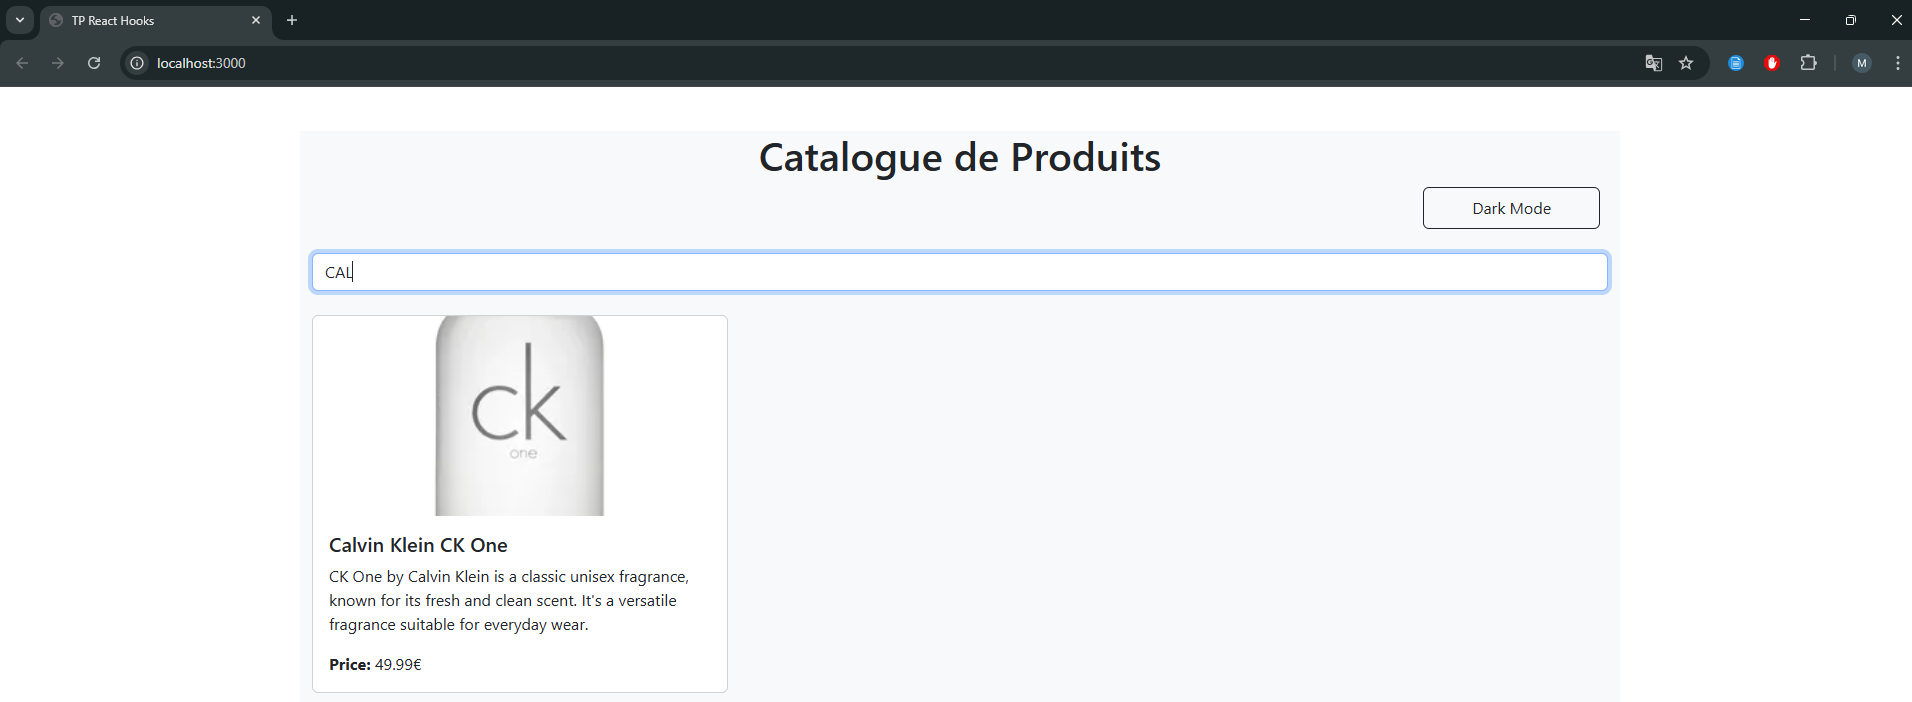 TP React Hooks
localhost:3000
M
Catalogue de Produits
Dark Mode
CAL
ck
one
Calvin Klein CK One
CK One by Calvin Klein is a classic unisex fragrance,
known for its fresh and clean scent. It's a versatile
fragrance suitable for everyday wear.
Price: 49.99€